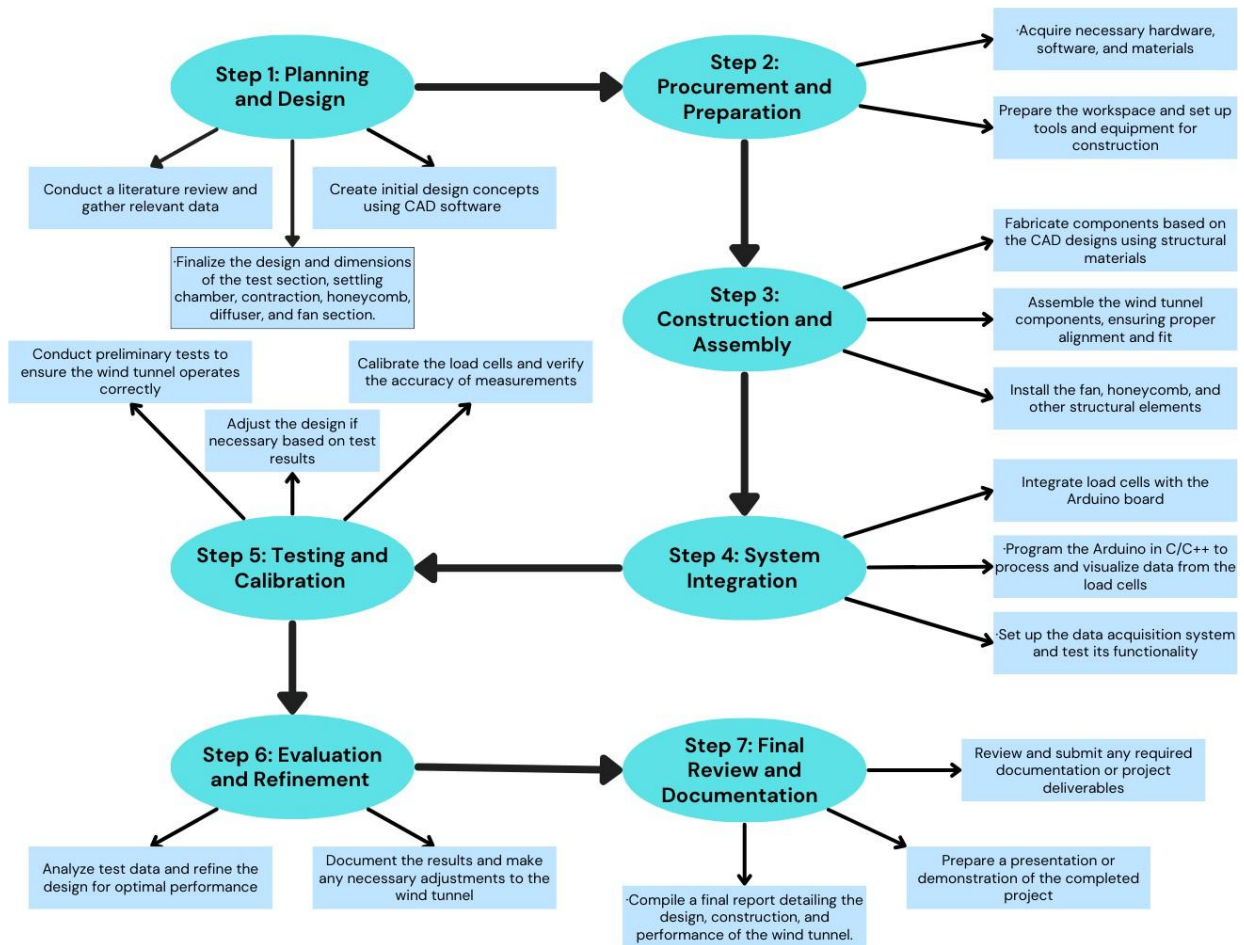 Step 1: Planning
and Design
Conduct a literature review and
gather relevant data
·Finalize the design and dimensions
of the test section, settling
chamber, contraction, honeycomb,
diffuser, and fan section.
Create initial design concepts
using CAD software
Step 2:
Procurement and
Preparation
·Acquire necessary hardware,
software, and materials
Prepare the workspace and set up
tools and equipment for
construction
Step 3:
Construction and
Assembly
Fabricate components based on
the CAD designs using structural
materials
Assemble the wind tunnel
components, ensuring proper
alignment and fit
Install the fan, honeycomb, and
other structural elements
Step 4: System
Integration
Integrate load cells with the
Arduino board
·Program the Arduino in C/C++ to
process and visualize data from the
load cells
·Set up the data acquisition system
and test its functionality
Step 5: Testing and
Calibration
Conduct preliminary tests to
ensure the wind tunnel operates
correctly
Adjust the design if
necessary based on test
results
Calibrate the load cells and verify
the accuracy of measurements
Step 6: Evaluation
and Refinement
Analyze test data and refine the
design for optimal performance
Document the results and make
any necessary adjustments to the
wind tunnel
Step 7: Final
Review and
Documentation
Review and submit any required
documentation or project
deliverables
Prepare a presentation or
demonstration of the completed
project
·Compile a final report detailing the
design, construction, and
performance of the wind tunnel.